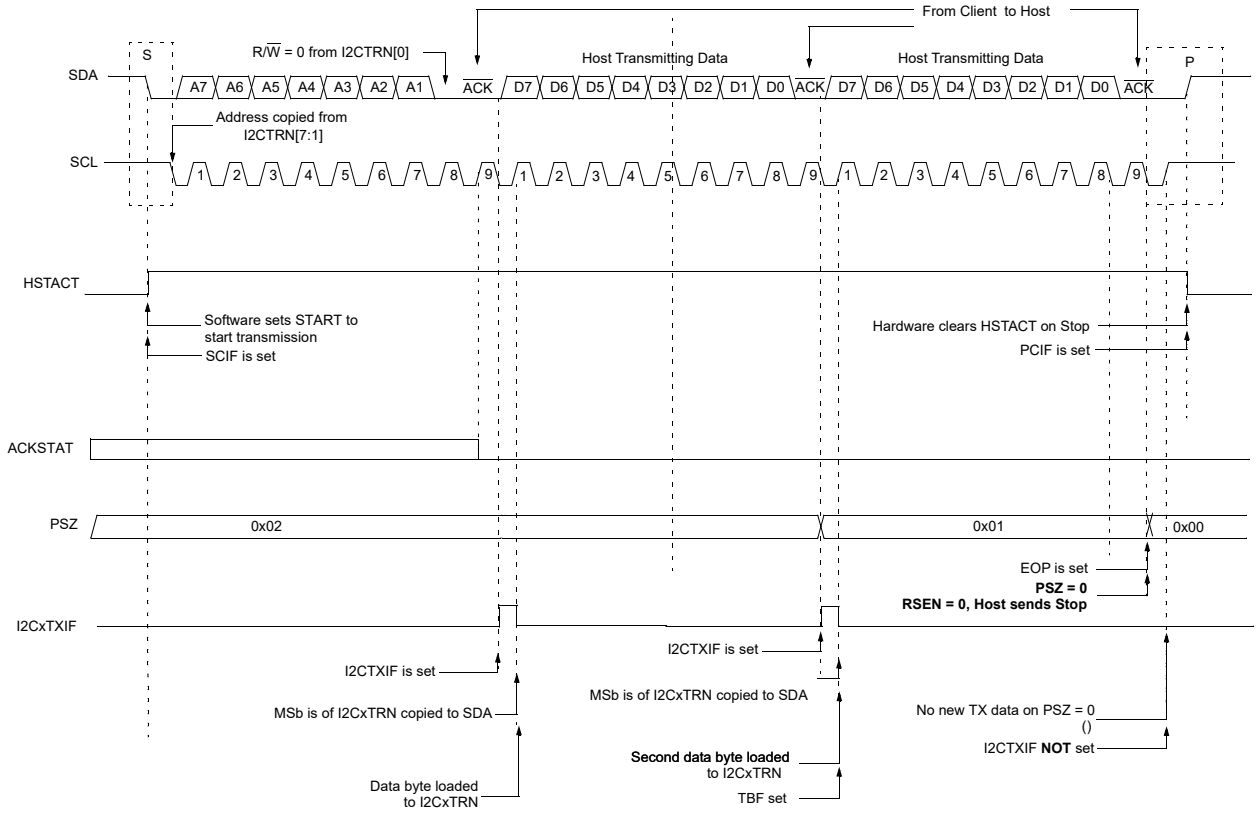 From Client to Host
S
R/W = 0 from I2CTRN[0]
Host Transmitting Data
Host Transmitting Data
P
SDA
A7 A6 A5 A4 A3 A2 A1 ACK D7 D6 D5 D4 D3 D2 D1 D0 ACK D7 D6 D5 D4 D3 D2 D1 D0 ACK
Address copied from
I2CTRN[7:1]
SCL
1 2 3 4 5 6 7 8 9 1 2 3 4 5 6 7 8 9 1 2 3 4 5 6 7 8 9
HSTACT
Software sets START to
start transmission
SCIF is set
Hardware clears HSTACT on Stop
PCIF is set
ACKSTAT
PSZ
0x02
0x01
0x00
EOP is set
PSZ = 0
RSEN = 0, Host sends Stop
I2CxTXIF
I2CTXIF is set
I2CTXIF is set
MSb is of I2CxTRN copied to SDA
MSb is of I2CxTRN copied to SDA
No new TX data on PSZ = 0
()
I2CTXIF NOT set
Data byte loaded
to I2CxTRN
Second data byte loaded
to I2CxTRN
TBF set